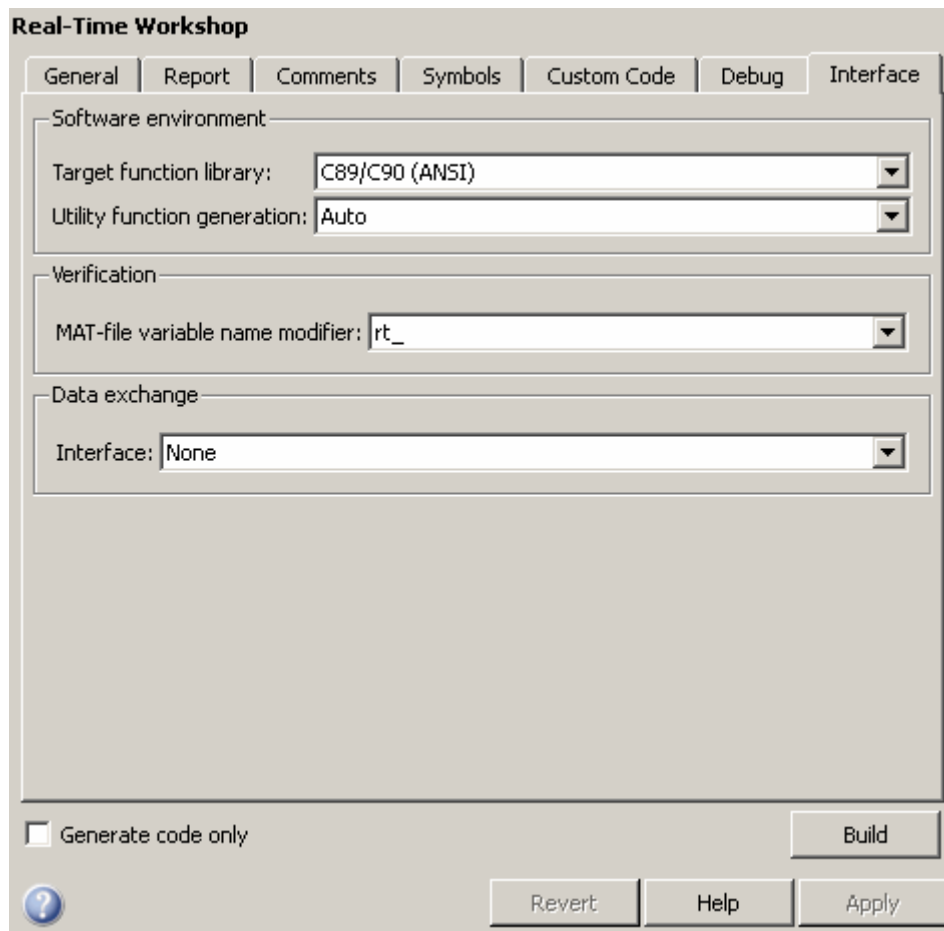 Real-Time Workshop
General Report Comments Symbols Custom Code Debug Interface
Software environment
Target function library: C89/C90 (ANSI)
Utility function generation: Auto
Verification
MAT-file variable name modifier: rt_
Data exchange
Interface: None
Generate code only Build
? Revert Help Apply